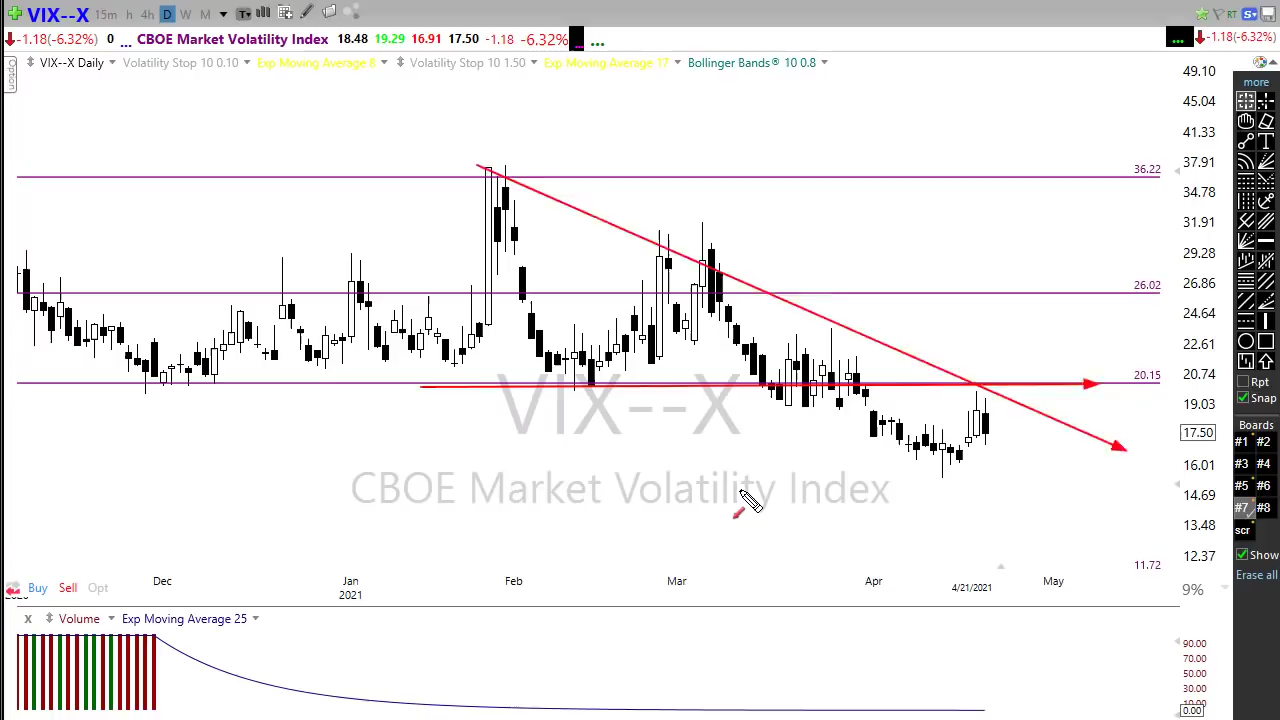 VIX--X 15m h 4h D W M T RT S
-1.18(-6.32%) 0 ... CBOE Market Volatility Index 18.48 19.29 16.91 17.50 -1.18 -6.32% ... ... -1.18(-6.32%)
Option
VIX--X Daily Volatility Stop 10 0.10 Exp Moving Average 8 Volatility Stop 10 1.50 Exp Moving Average 17 Bollinger Bands® 10 0.8
49.10
45.04
41.33
37.91
36.22
34.78
31.91
29.28
26.86
26.02
24.64
22.61
20.74
20.15
19.03
17.50
16.01
14.69
13.48
12.37
11.72
VIX--X
CBOE Market Volatility Index
more
T
Rpt
Snap
Boards
#1 #2
#3 #4
#5 #6
#7 #8
scr
Show
Erase all
Dec Jan Feb Mar Apr May
2021 4/21/2021
Buy Sell Opt
9%
x Volume Exp Moving Average 25
90.00
70.00
50.00
30.00
0.00